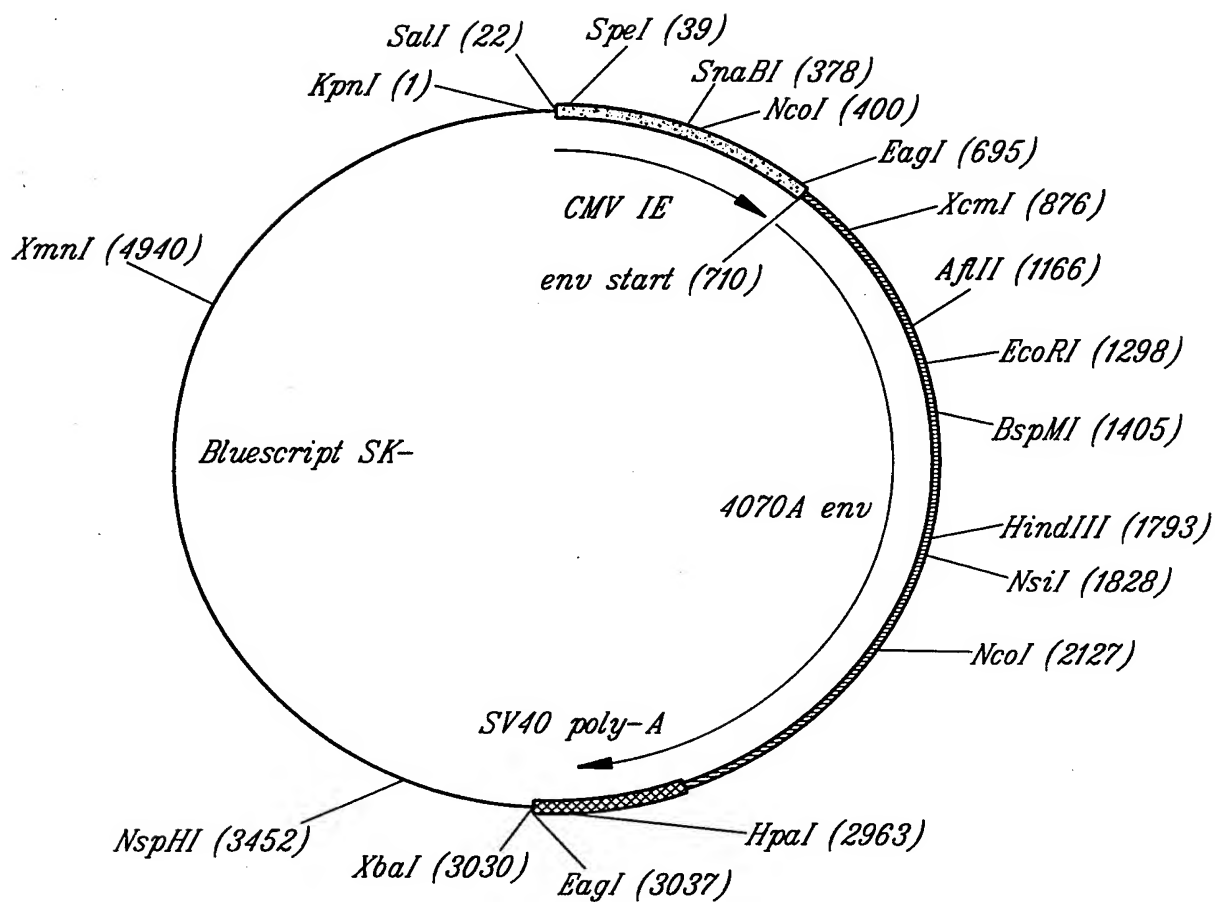 SalI (22)
SpeI (39)
KpnI (1)
SnaBI (378)
NcoI (400)
EagI (695)
XcmI (876)
CMV IE
XmnI (4940)
env start (710)
AflII (1166)
EcoRI (1298)
BspMI (1405)
Bluescript SK-
4070A env
HindIII (1793)
NsiI (1828)
NcoI (2127)
SV40 poly-A
NspHI (3452)
HpaI (2963)
XbaI (3030)
EagI (3037)